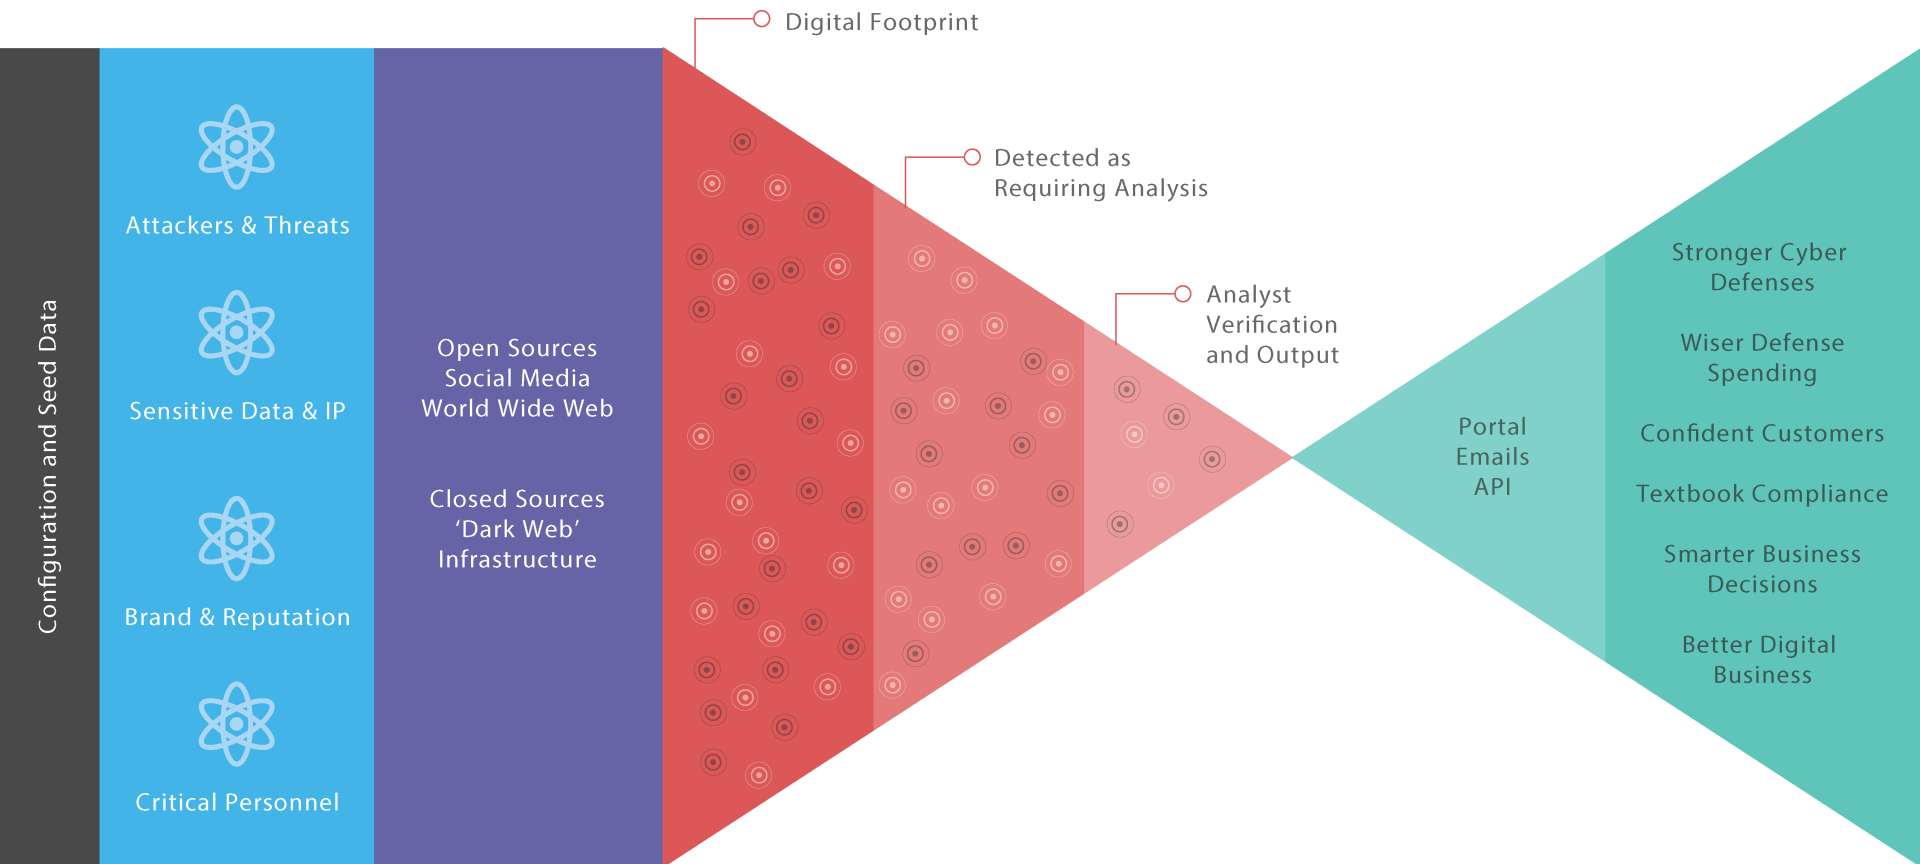 Configuration and Seed Data
Attackers & Threats
Sensitive Data & IP
Brand & Reputation
Critical Personnel
Open Sources
Social Media
World Wide Web
Closed Sources
‘Dark Web’
Infrastructure
Digital Footprint
Detected as
Requiring Analysis
Analyst
Verification
and Output
Portal
Emails
API
Stronger Cyber
Defenses
Wiser Defense
Spending
Confident Customers
Textbook Compliance
Smarter Business
Decisions
Better Digital
Business